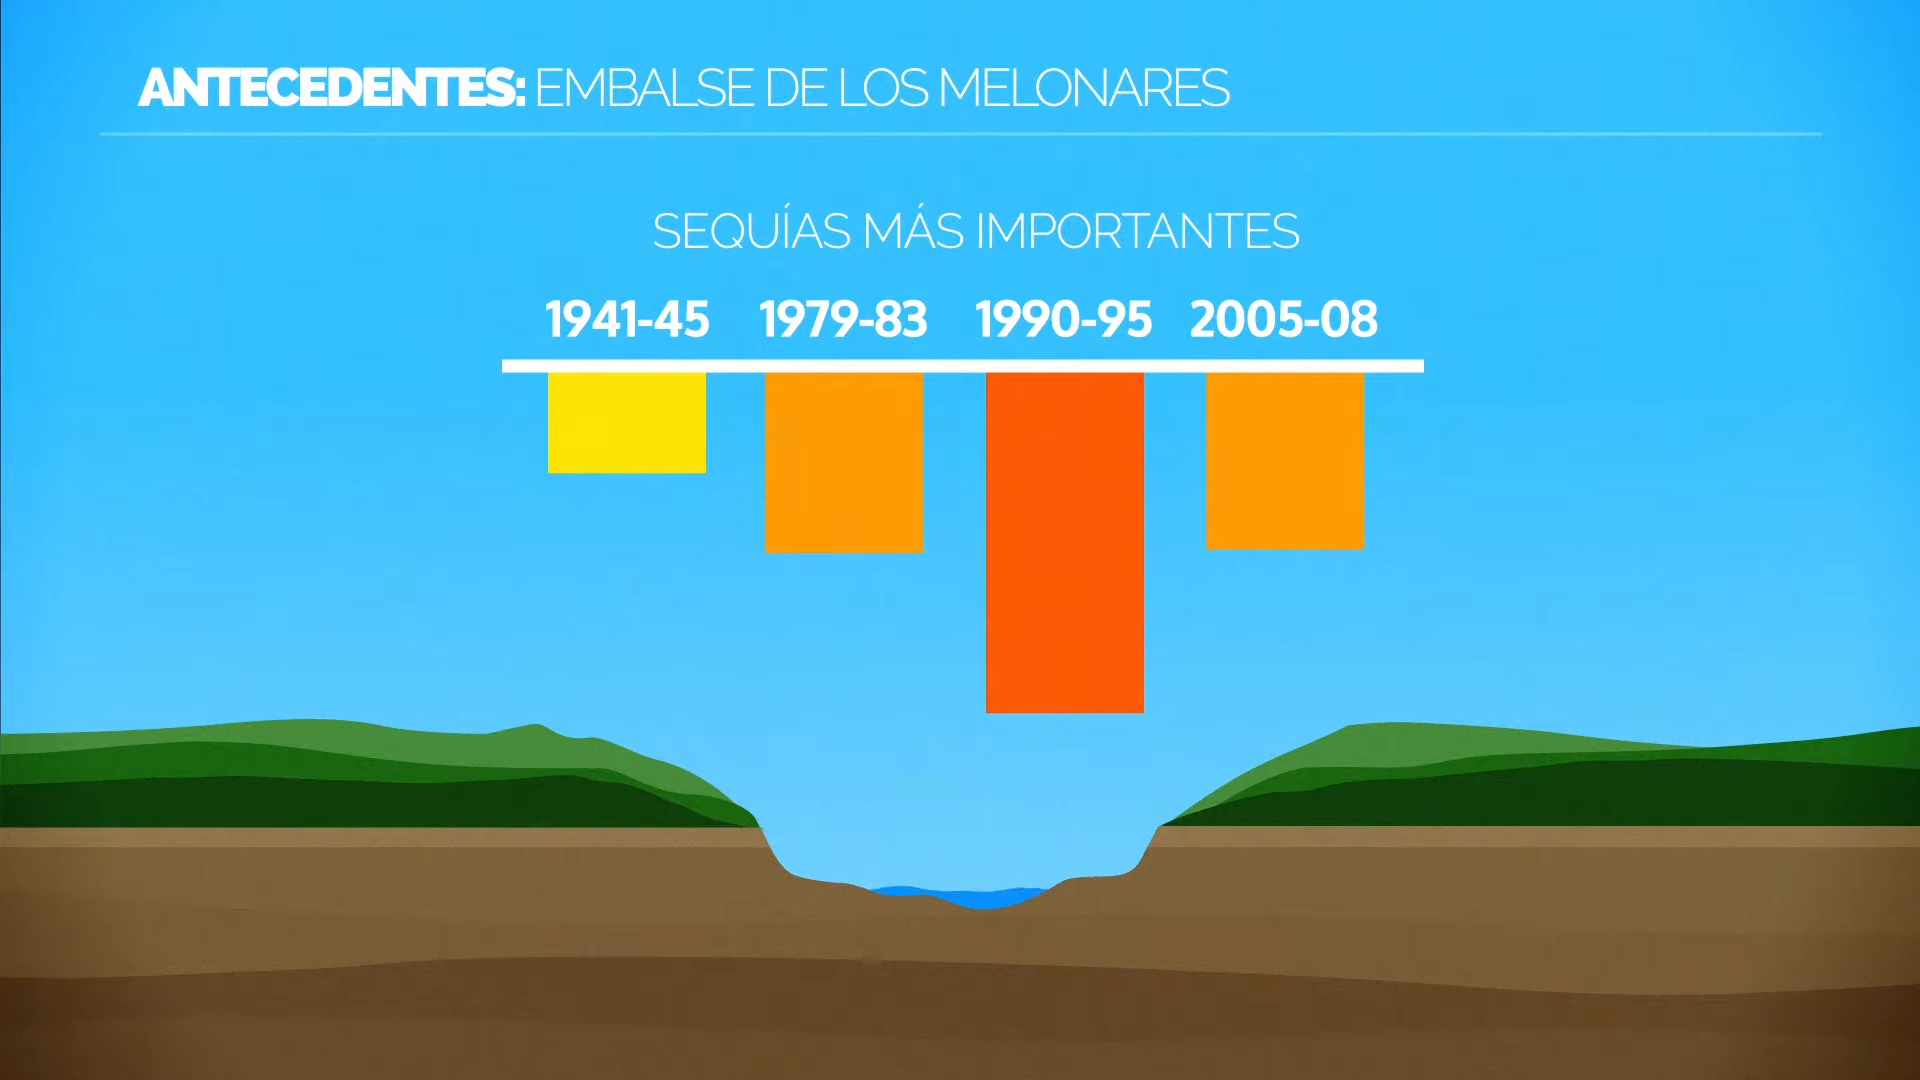 ANTECEDENTES: EMBALSE DE LOS MELONARES
SEQUÍAS MÁS IMPORTANTES
1941-45 1979-83 1990-95 2005-08